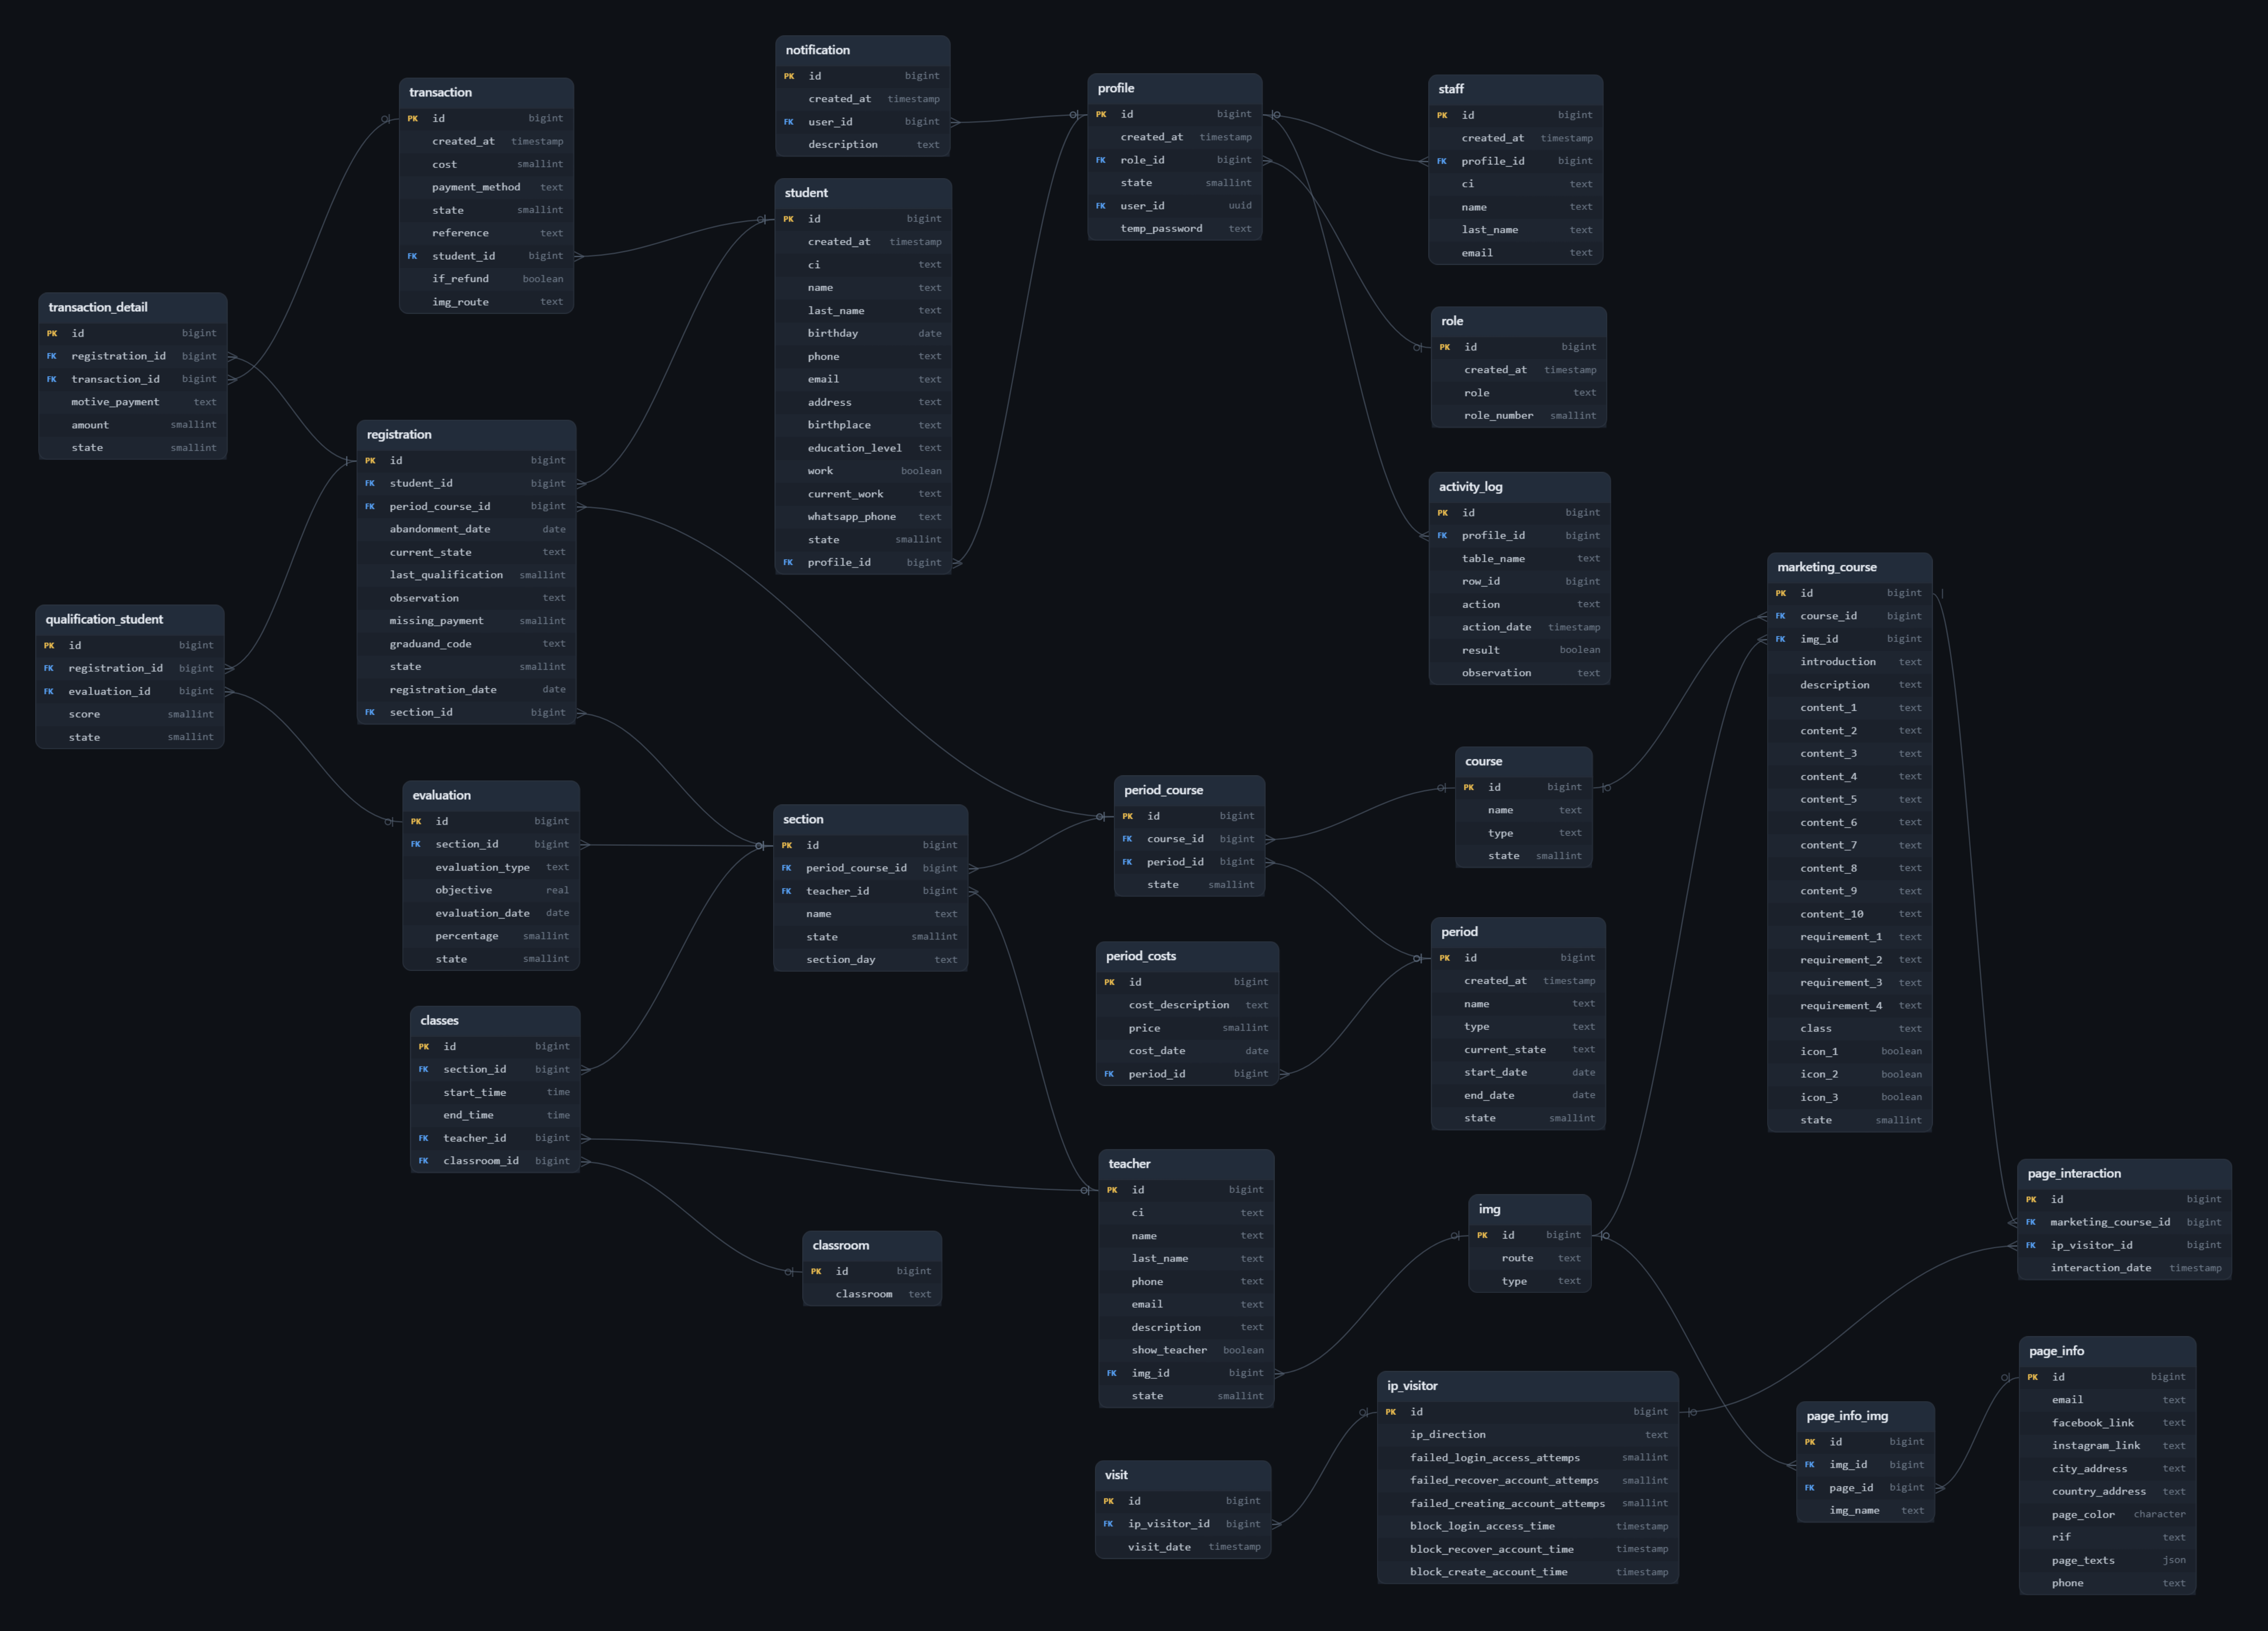 notification
PK id bigint
created_at timestamp
FK user_id bigint
description text
transaction
PK id bigint
created_at timestamp
cost smallint
payment_method text
state smallint
reference text
FK student_id bigint
if_refund boolean
img_route text
profile
PK id bigint
created_at timestamp
FK role_id bigint
state smallint
FK user_id uuid
temp_password text
staff
PK id bigint
created_at timestamp
FK profile_id bigint
ci text
name text
last_name text
email text
student
PK id bigint
created_at timestamp
ci text
name text
last_name text
birthday date
phone text
email text
address text
birthplace text
education_level text
work boolean
current_work text
whatsapp_phone text
state smallint
FK profile_id bigint
transaction_detail
PK id bigint
FK registration_id bigint
FK transaction_id bigint
motive_payment text
amount smallint
state smallint
role
PK id bigint
created_at timestamp
role text
role_number smallint
registration
PK id bigint
FK student_id bigint
FK period_course_id bigint
abandonment_date date
current_state text
last_qualification smallint
observation text
missing_payment smallint
graduand_code text
state smallint
registration_date date
FK section_id bigint
activity_log
PK id bigint
FK profile_id bigint
table_name text
row_id bigint
action text
action_date timestamp
result boolean
observation text
marketing_course
PK id bigint
FK course_id bigint
FK img_id bigint
introduction text
description text
content_1 text
content_2 text
content_3 text
content_4 text
content_5 text
content_6 text
content_7 text
content_8 text
content_9 text
content_10 text
requirement_1 text
requirement_2 text
requirement_3 text
requirement_4 text
class text
icon_1 boolean
icon_2 boolean
icon_3 boolean
state smallint
qualification_student
PK id bigint
FK registration_id bigint
FK evaluation_id bigint
score smallint
state smallint
course
PK id bigint
name text
type text
state smallint
period_course
PK id bigint
FK course_id bigint
FK period_id bigint
state smallint
evaluation
PK id bigint
FK section_id bigint
evaluation_type text
objective real
evaluation_date date
percentage smallint
state smallint
section
PK id bigint
FK period_course_id bigint
FK teacher_id bigint
name text
state smallint
section_day text
period
PK id bigint
created_at timestamp
name text
type text
current_state text
start_date date
end_date date
state smallint
period_costs
PK id bigint
cost_description text
price smallint
cost_date date
FK period_id bigint
classes
PK id bigint
FK section_id bigint
start_time time
end_time time
FK teacher_id bigint
FK classroom_id bigint
teacher
PK id bigint
ci text
name text
last_name text
phone text
email text
description text
show_teacher boolean
FK img_id bigint
state smallint
page_interaction
PK id bigint
FK marketing_course_id bigint
FK ip_visitor_id bigint
interaction_date timestamp
img
PK id bigint
route text
type text
classroom
PK id bigint
classroom text
page_info
PK id bigint
email text
facebook_link text
instagram_link text
city_address text
country_address text
page_color character
rif text
page_texts json
phone text
ip_visitor
PK id bigint
ip_direction text
failed_login_access_attemps smallint
failed_recover_account_attemps smallint
failed_creating_account_attemps smallint
block_login_access_time timestamp
block_recover_account_time timestamp
block_create_account_time timestamp
page_info_img
PK id bigint
FK img_id bigint
FK page_id bigint
img_name text
visit
PK id bigint
FK ip_visitor_id bigint
visit_date timestamp